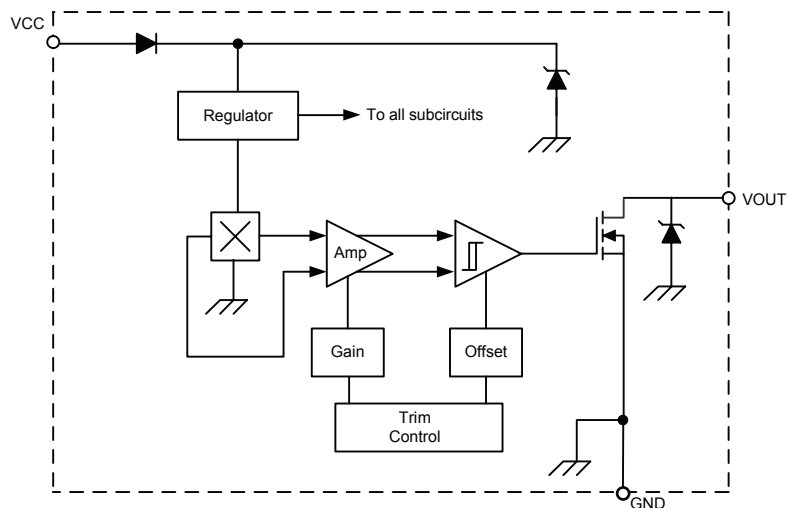 VCC
Regulator
To all subcircuits
VOUT
Amp
Gain
Offset
Trim
Control
GND